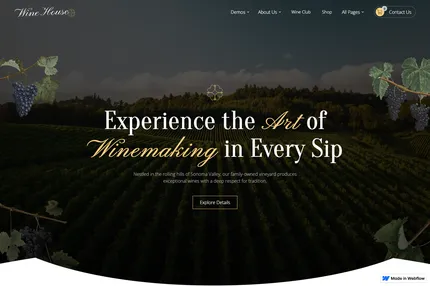 Wine House
Demos
About Us
Wine Club
Shop
All Pages
Contact Us
Experience the Art of
Winemaking in Every Sip
Nestled in the rolling hills of Sonoma Valley, our family-owned vineyard produces
exceptional wines with a deep respect for tradition.
Explore Details
Made in Webflow